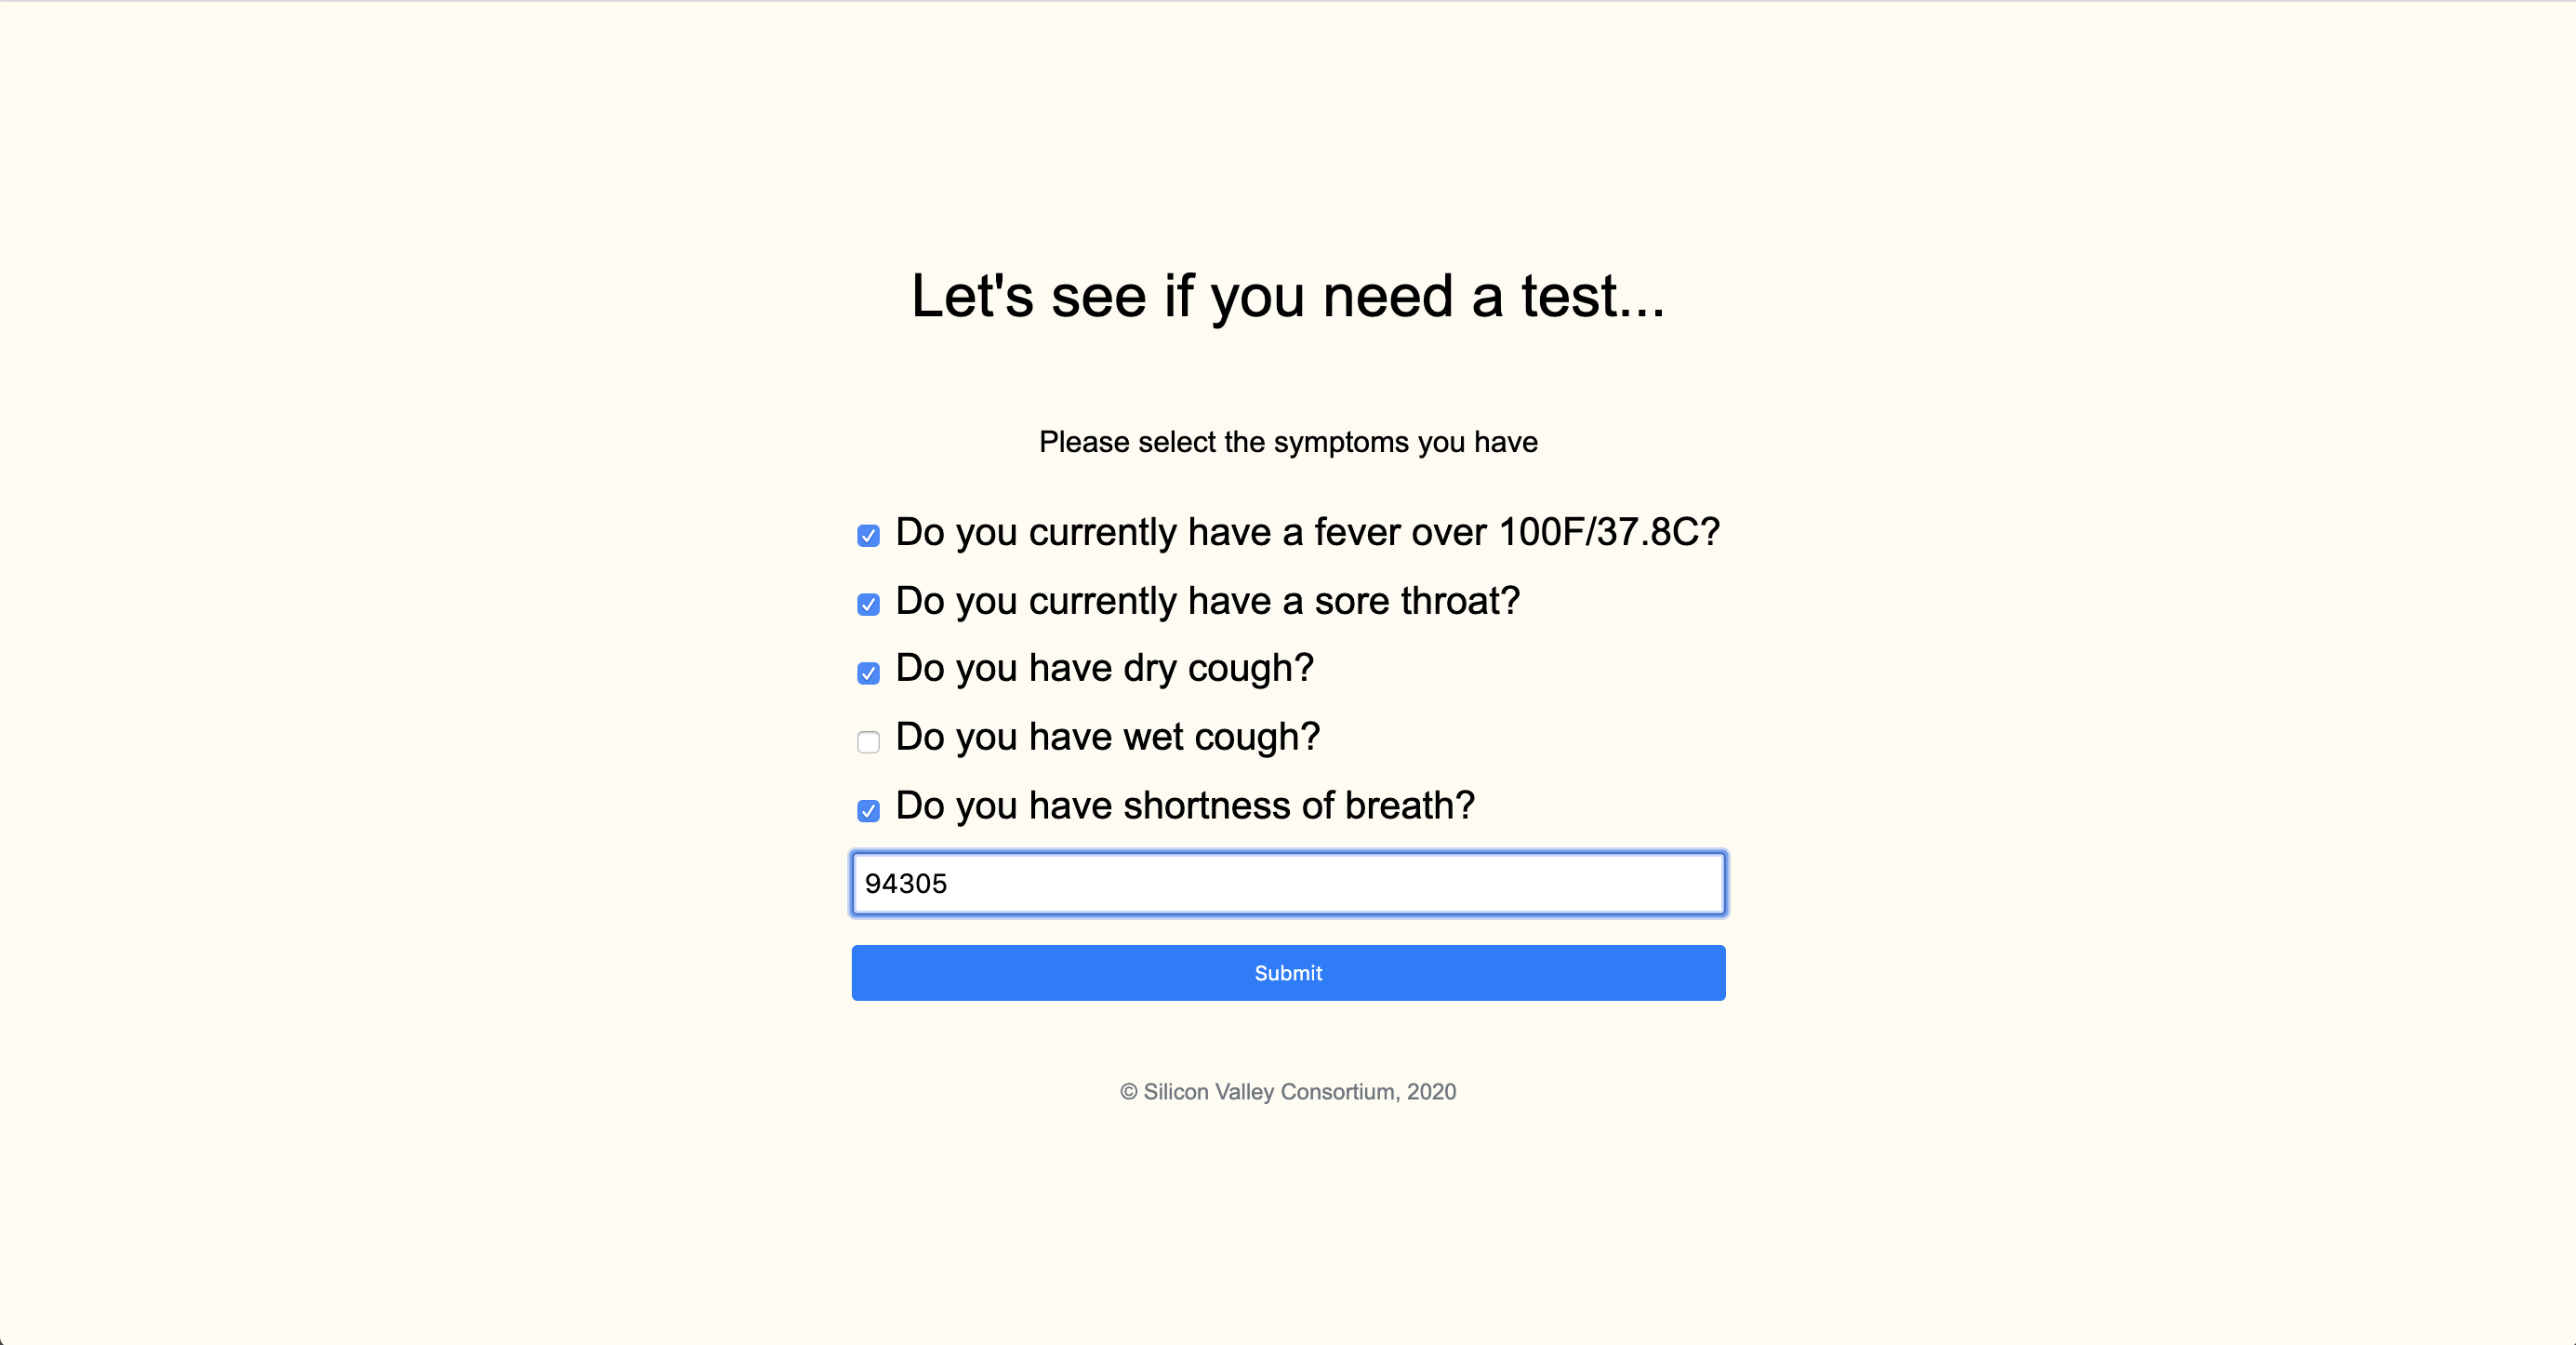 Let's see if you need a test...
Please select the symptoms you have
Do you currently have a fever over 100F/37.8C?
Do you currently have a sore throat?
Do you have dry cough?
Do you have wet cough?
Do you have shortness of breath?
94305
Submit
© Silicon Valley Consortium, 2020